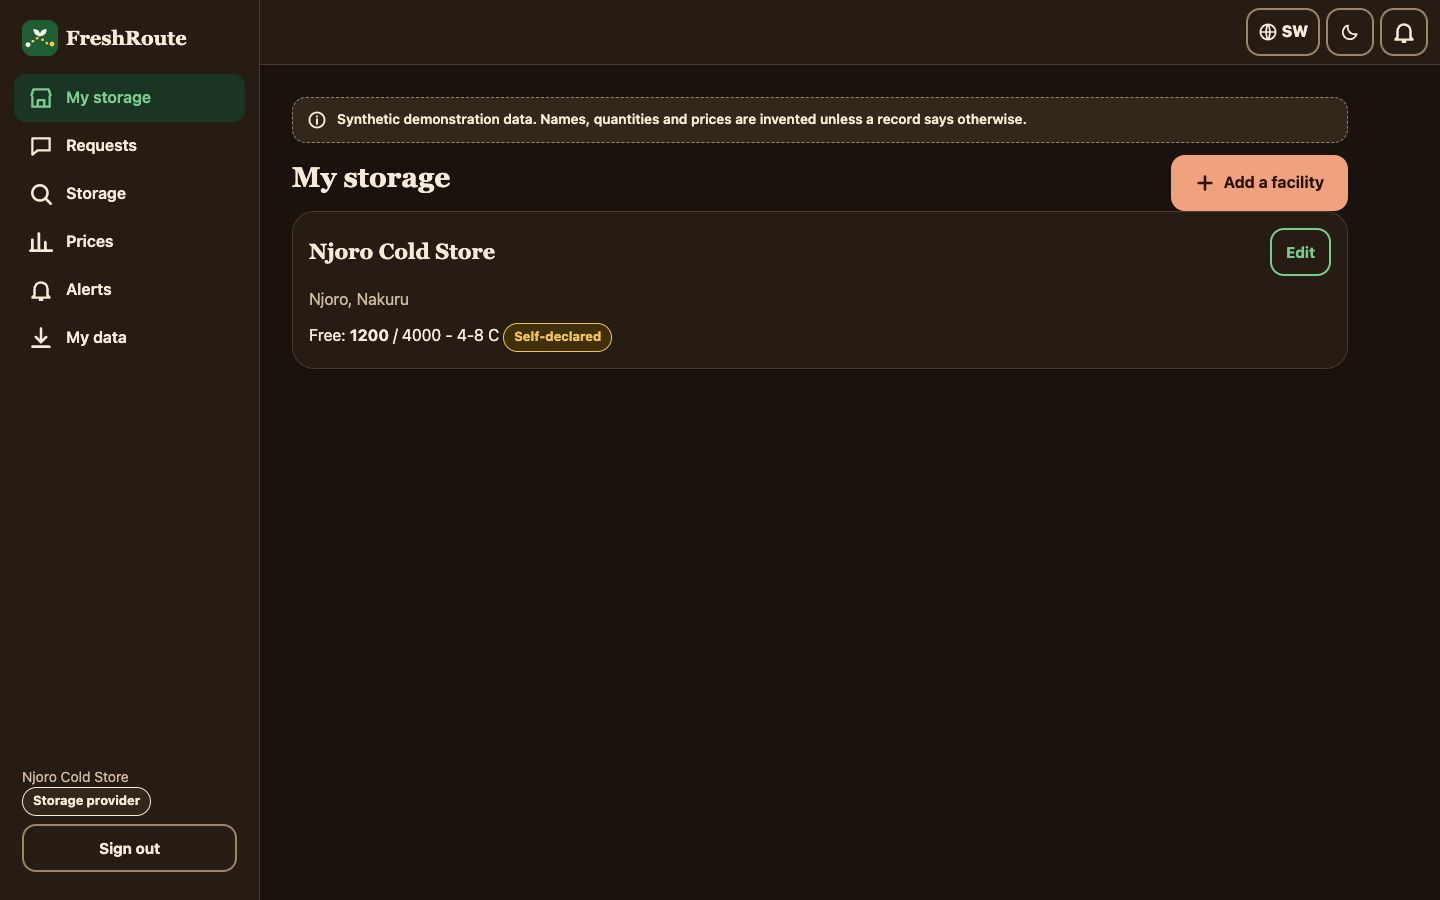 FreshRoute
My storage
Requests
Storage
Prices
Alerts
My data
Njoro Cold Store
Storage provider
Sign out
SW
Synthetic demonstration data. Names, quantities and prices are invented unless a record says otherwise.
My storage
Add a facility
Njoro Cold Store
Edit
Njoro, Nakuru
Free: 1200 / 4000 - 4-8 C Self-declared